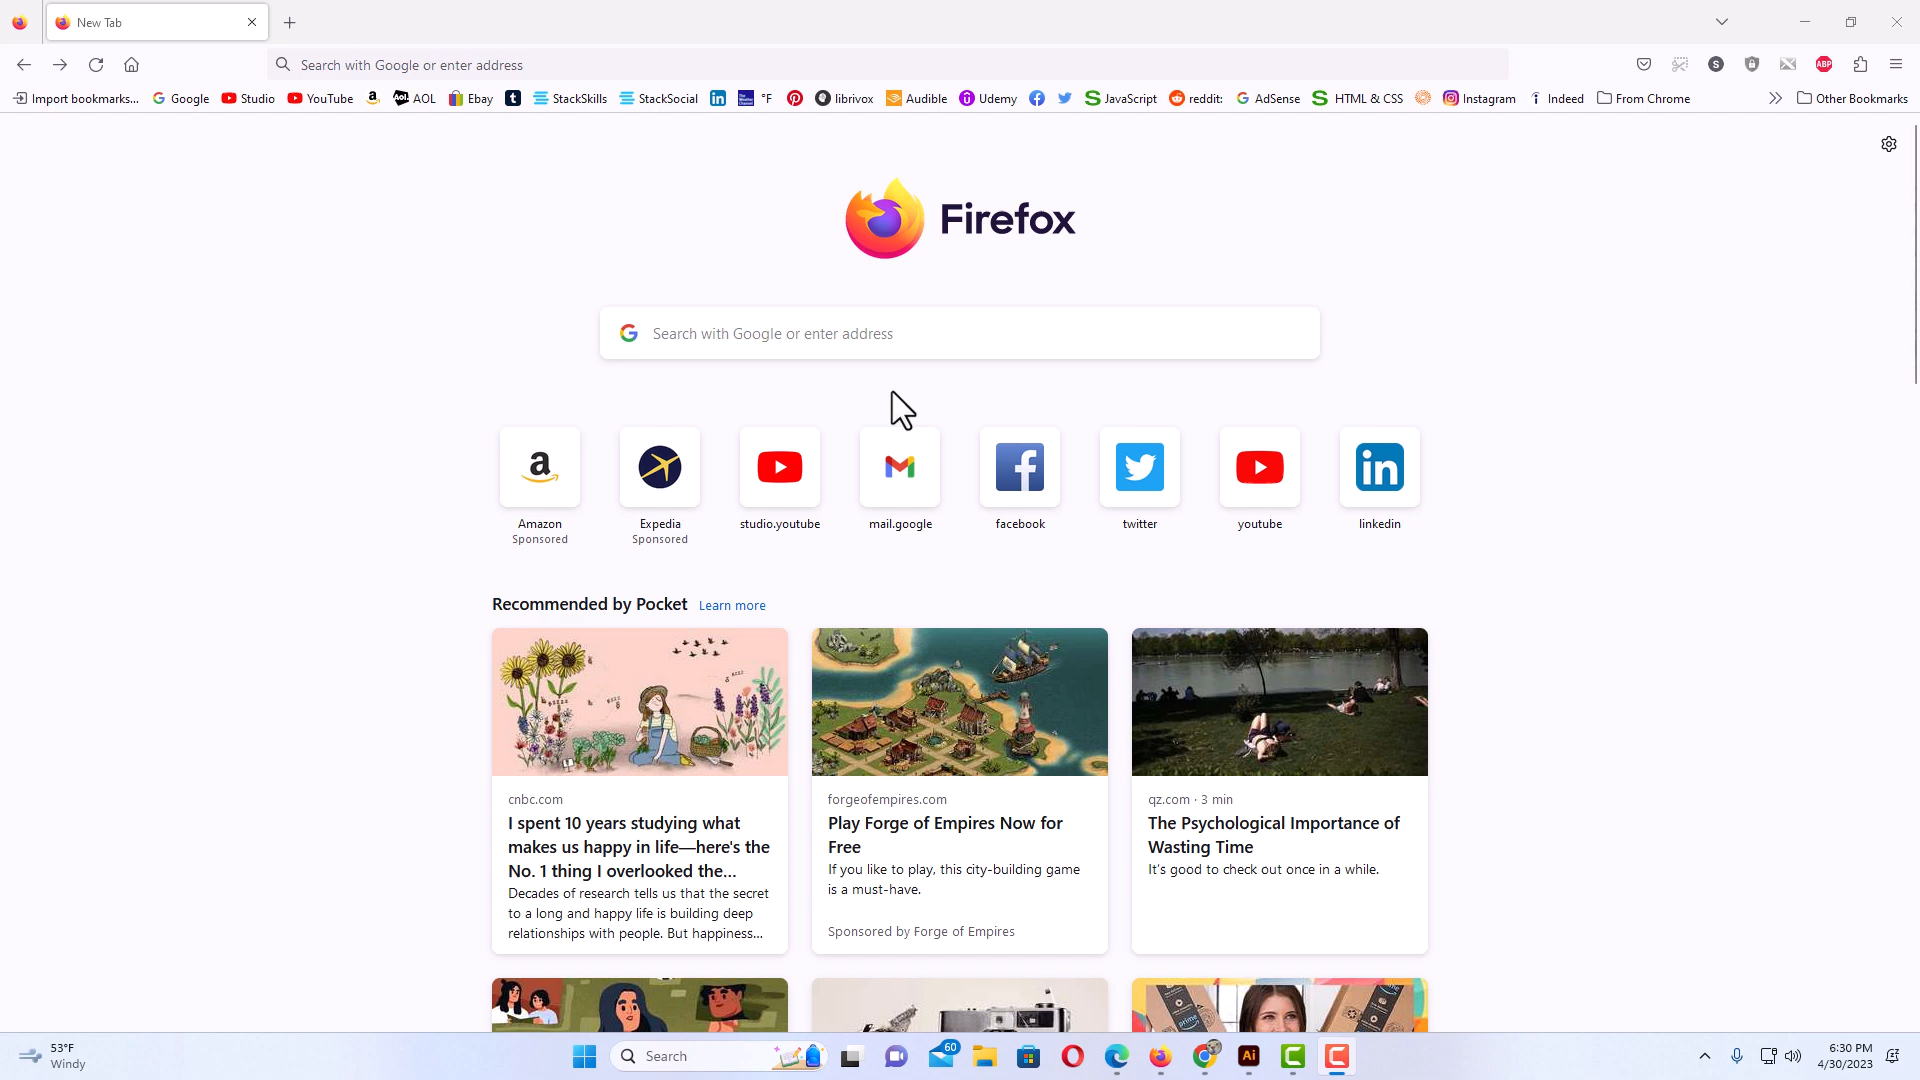 New Tab
Search with Google or enter address
Import bookmarks... Google Studio YouTube AOL Ebay StackSkills StackSocial °F librivox Audible Udemy JavaScript reddit: AdSense HTML & CSS Instagram Indeed From Chrome Other Bookmarks
S ABP
Firefox
Search with Google or enter address
Amazon Expedia studio.youtube mail.google facebook twitter youtube linkedin
Sponsored Sponsored
Recommended by Pocket Learn more
cnbc.com
I spent 10 years studying what
makes us happy in life—here's the
No. 1 thing I overlooked the...
Decades of research tells us that the secret
to a long and happy life is building deep
relationships with people. But happiness...
forgeofempires.com
Play Forge of Empires Now for
Free
If you like to play, this city-building game
is a must-have.
Sponsored by Forge of Empires
qz.com · 3 min
The Psychological Importance of
Wasting Time
It's good to check out once in a while.
53°F
Windy
Search
60
Ai
6:30 PM
4/30/2023